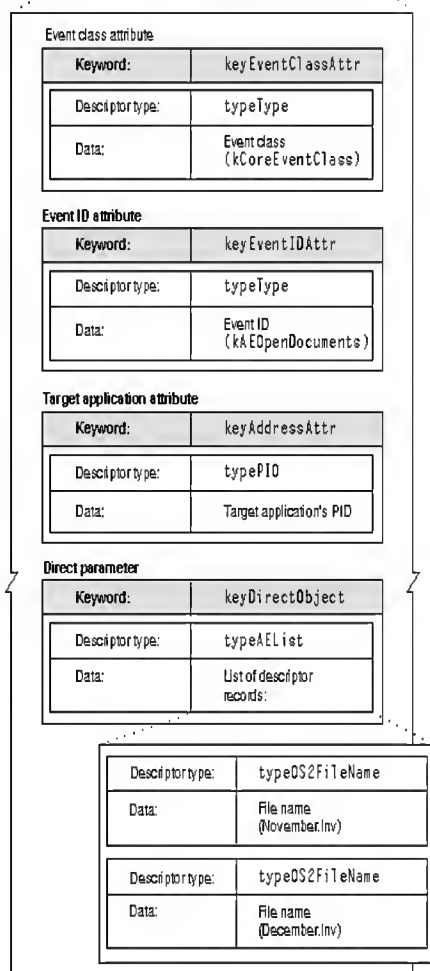 Event class attribute
Keyword: keyEventClassAttr
Descriptor type: typeType
Data: Event class
(kCoreEventClass)
Event ID attribute
Keyword: keyEventIDAttr
Descriptor type: typeType
Data: Event ID
(kAEOpenDocuments)
Target application attribute
Keyword: keyAddressAttr
Descriptor type: typePID
Data: Target application's PID
Direct parameter
Keyword: keyDirectObject
Descriptor type: typeAEList
Data: List of descriptor
records:
Descriptor type: typeOS2FileName
Data: File name
(November.Inv)
Descriptor type: typeOS2FileName
Data: File name
(December.Inv)